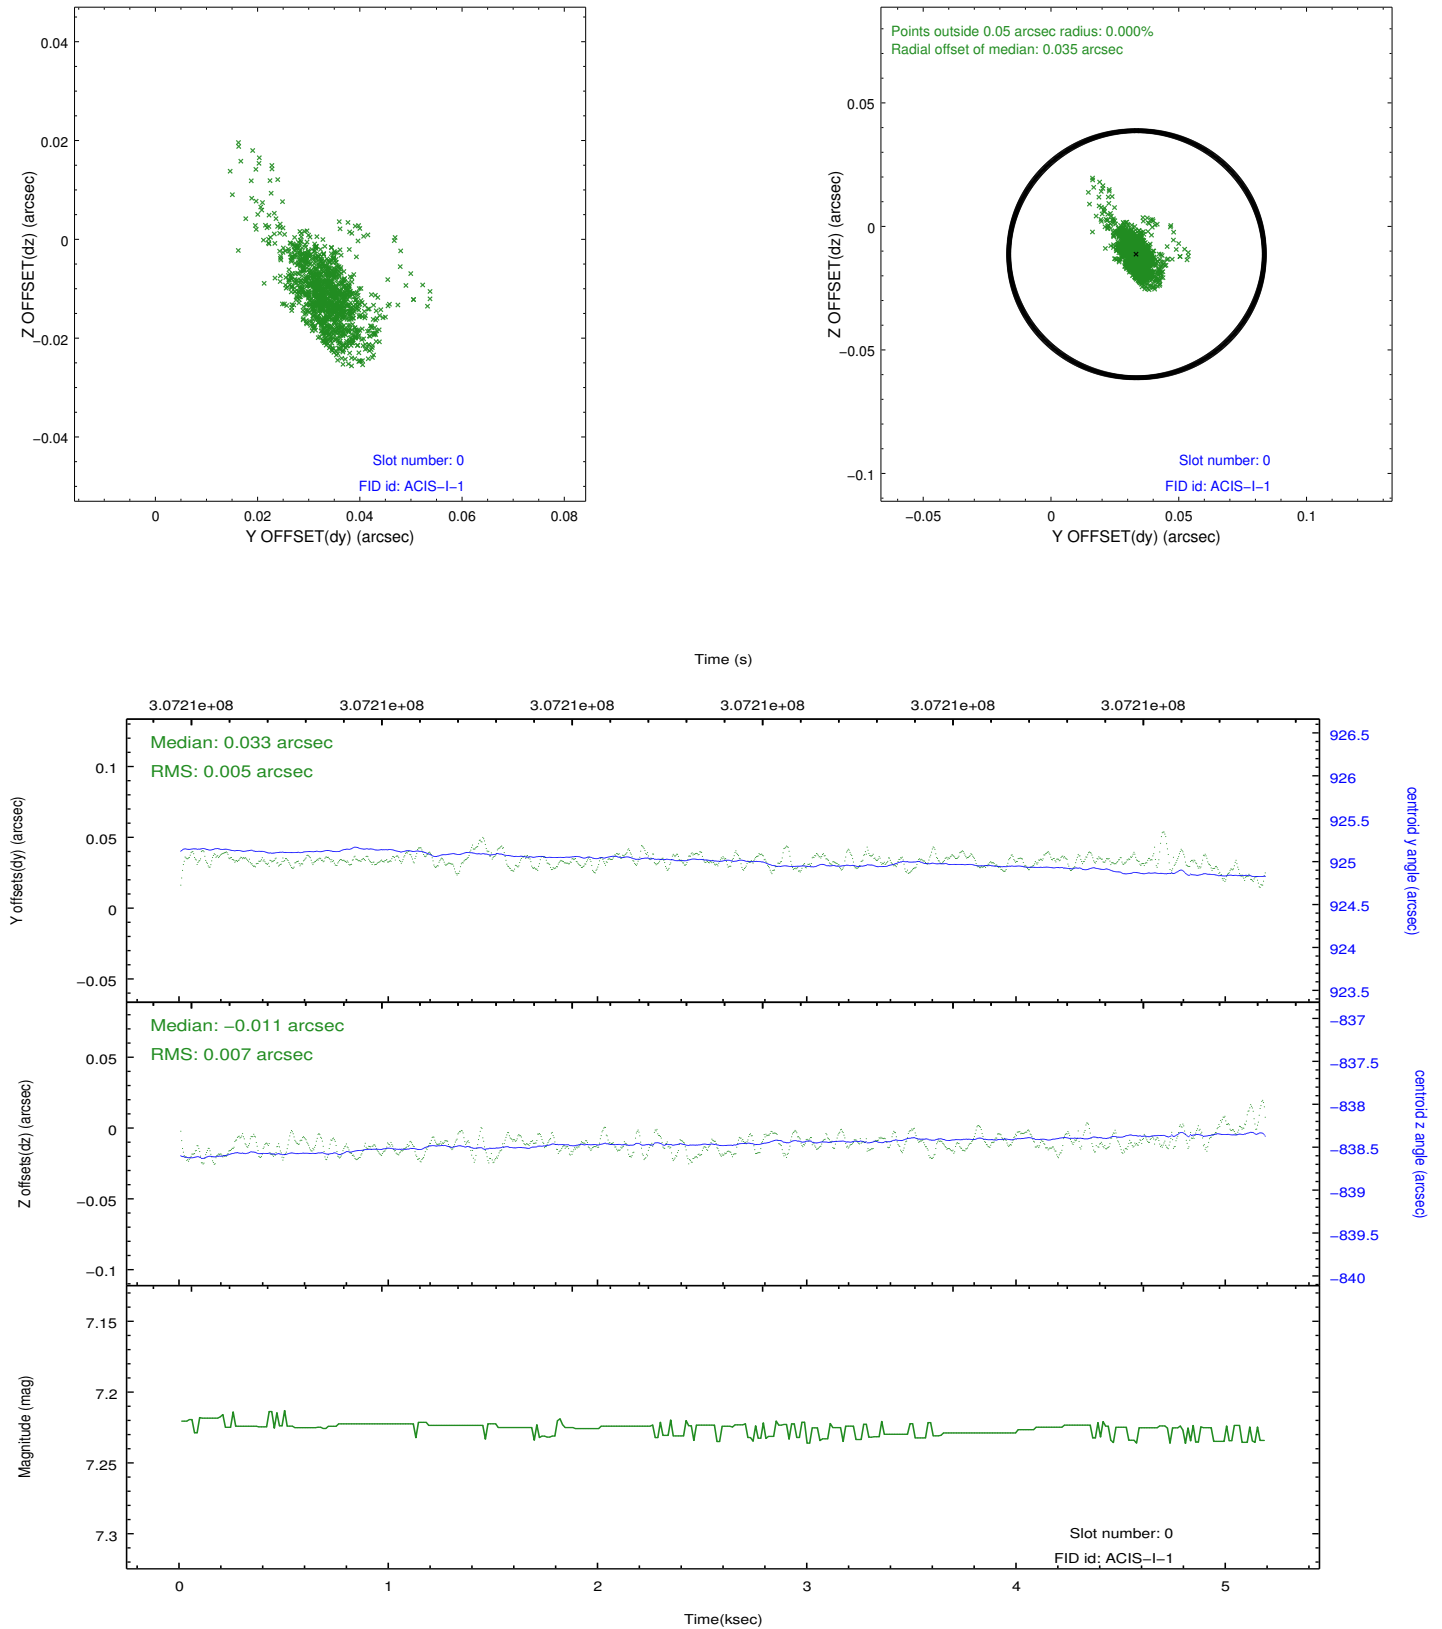 0.04
0.02
0
−0.02
−0.04
Z OFFSET(dz) (arcsec)
Slot number: 0
FID id: ACIS−I−1
0
0.02
0.04
0.06
0.08
Y OFFSET(dy) (arcsec)
Points outside 0.05 arcsec radius: 0.000%
Radial offset of median: 0.035 arcsec
0.05
0
−0.05
−0.1
Z OFFSET(dz) (arcsec)
Slot number: 0
FID id: ACIS−I−1
−0.05
0
0.05
0.1
Y OFFSET(dy) (arcsec)
Time (s)
3.0721e+08
3.0721e+08
3.0721e+08
3.0721e+08
3.0721e+08
3.0721e+08
Median: 0.033 arcsec
RMS: 0.005 arcsec
0.1
0.05
0
−0.05
Y offsets(dy) (arcsec)
926.5
926
925.5
925
924.5
924
923.5
centroid y angle (arcsec)
Median: −0.011 arcsec
RMS: 0.007 arcsec
0.05
0
−0.05
−0.1
Z offsets(dz) (arcsec)
−837
−837.5
−838
−838.5
−839
−839.5
−840
centroid z angle (arcsec)
7.15
7.2
7.25
7.3
Magnitude (mag)
Slot number: 0
FID id: ACIS−I−1
0
1
2
3
4
5
Time(ksec)